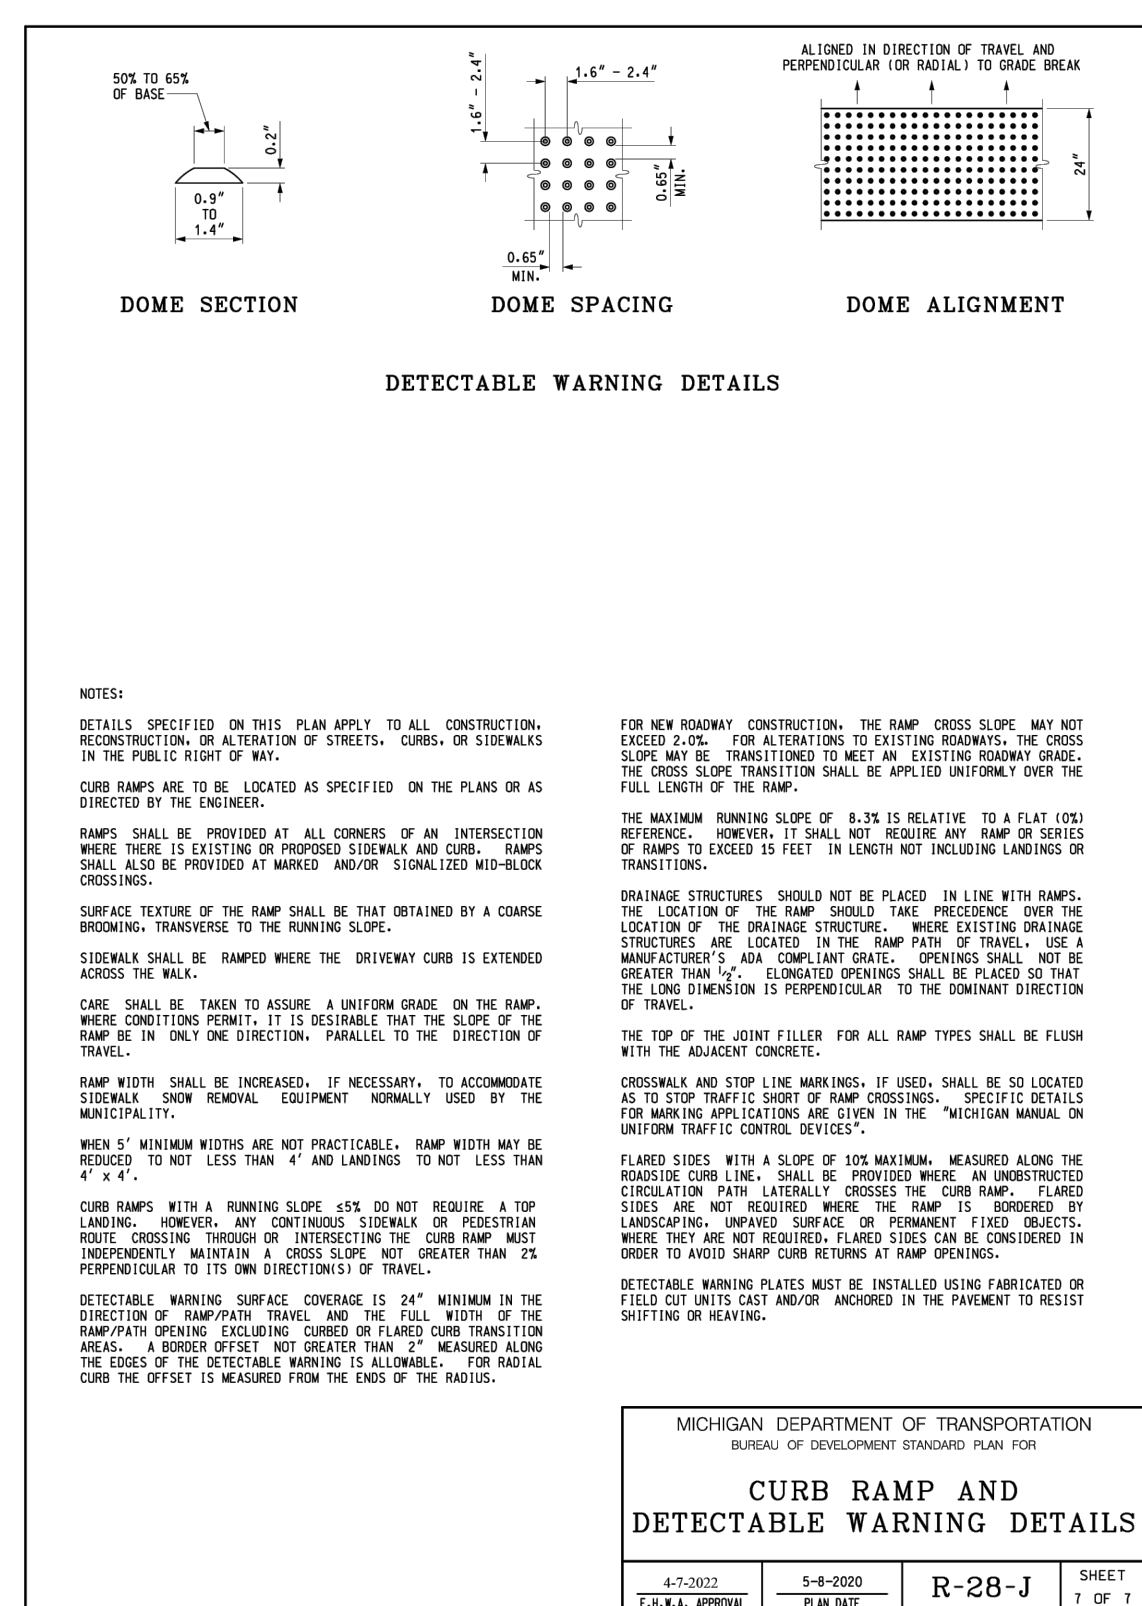 50% TO 65%
OF BASE
0.2"
0.9"
TO
1.4"
DOME SECTION
1.6" - 2.4"
1.6" - 2.4"
0.65"
MIN.
0.65"
MIN.
DOME SPACING
ALIGNED IN DIRECTION OF TRAVEL AND
PERPENDICULAR (OR RADIAL) TO GRADE BREAK
24"
DOME ALIGNMENT
DETECTABLE WARNING DETAILS
NOTES:
DETAILS SPECIFIED ON THIS PLAN APPLY TO ALL CONSTRUCTION,
RECONSTRUCTION, OR ALTERATION OF STREETS, CURBS, OR SIDEWALKS
IN THE PUBLIC RIGHT OF WAY.
CURB RAMPS ARE TO BE LOCATED AS SPECIFIED ON THE PLANS OR AS
DIRECTED BY THE ENGINEER.
RAMPS SHALL BE PROVIDED AT ALL CORNERS OF AN INTERSECTION
WHERE THERE IS EXISTING OR PROPOSED SIDEWALK AND CURB. RAMPS
SHALL ALSO BE PROVIDED AT MARKED AND/OR SIGNALIZED MID-BLOCK
CROSSINGS.
SURFACE TEXTURE OF THE RAMP SHALL BE THAT OBTAINED BY A COARSE
BROOMING, TRANSVERSE TO THE RUNNING SLOPE.
SIDEWALK SHALL BE RAMPED WHERE THE DRIVEWAY CURB IS EXTENDED
ACROSS THE WALK.
CARE SHALL BE TAKEN TO ASSURE A UNIFORM GRADE ON THE RAMP.
WHERE CONDITIONS PERMIT, IT IS DESIRABLE THAT THE SLOPE OF THE
RAMP BE IN ONLY ONE DIRECTION, PARALLEL TO THE DIRECTION OF
TRAVEL.
RAMP WIDTH SHALL BE INCREASED, IF NECESSARY, TO ACCOMMODATE
SIDEWALK SNOW REMOVAL EQUIPMENT NORMALLY USED BY THE
MUNICIPALITY.
WHEN 5' MINIMUM WIDTHS ARE NOT PRACTICABLE, RAMP WIDTH MAY BE
REDUCED TO NOT LESS THAN 4' AND LANDINGS TO NOT LESS THAN
4' x 4'.
CURB RAMPS WITH A RUNNING SLOPE ≤5% DO NOT REQUIRE A TOP
LANDING. HOWEVER, ANY CONTINUOUS SIDEWALK OR PEDESTRIAN
ROUTE CROSSING THROUGH OR INTERSECTING THE CURB RAMP MUST
INDEPENDENTLY MAINTAIN A CROSS SLOPE NOT GREATER THAN 2%
PERPENDICULAR TO ITS OWN DIRECTION(S) OF TRAVEL.
DETECTABLE WARNING SURFACE COVERAGE IS 24" MINIMUM IN THE
DIRECTION OF RAMP/PATH TRAVEL AND THE FULL WIDTH OF THE
RAMP/PATH OPENING EXCLUDING CURBED OR FLARED CURB TRANSITION
AREAS. A BORDER OFFSET NOT GREATER THAN 2" MEASURED ALONG
THE EDGES OF THE DETECTABLE WARNING IS ALLOWABLE. FOR RADIAL
CURB THE OFFSET IS MEASURED FROM THE ENDS OF THE RADIUS.
FOR NEW ROADWAY CONSTRUCTION, THE RAMP CROSS SLOPE MAY NOT
EXCEED 2.0%. FOR ALTERATIONS TO EXISTING ROADWAYS, THE CROSS
SLOPE MAY BE TRANSITIONED TO MEET AN EXISTING ROADWAY GRADE.
THE CROSS SLOPE TRANSITION SHALL BE APPLIED UNIFORMLY OVER THE
FULL LENGTH OF THE RAMP.
THE MAXIMUM RUNNING SLOPE OF 8.3% IS RELATIVE TO A FLAT (0%)
REFERENCE. HOWEVER, IT SHALL NOT REQUIRE ANY RAMP OR SERIES
OF RAMPS TO EXCEED 15 FEET IN LENGTH NOT INCLUDING LANDINGS OR
TRANSITIONS.
DRAINAGE STRUCTURES SHOULD NOT BE PLACED IN LINE WITH RAMPS.
THE LOCATION OF THE RAMP SHOULD TAKE PRECEDENCE OVER THE
LOCATION OF THE DRAINAGE STRUCTURE. WHERE EXISTING DRAINAGE
STRUCTURES ARE LOCATED IN THE RAMP PATH OF TRAVEL, USE A
MANUFACTURER'S ADA COMPLIANT GRATE. OPENINGS SHALL NOT BE
GREATER THAN 1/2". ELONGATED OPENINGS SHALL BE PLACED SO THAT
THE LONG DIMENSION IS PERPENDICULAR TO THE DOMINANT DIRECTION
OF TRAVEL.
THE TOP OF THE JOINT FILLER FOR ALL RAMP TYPES SHALL BE FLUSH
WITH THE ADJACENT CONCRETE.
CROSSWALK AND STOP LINE MARKINGS, IF USED, SHALL BE SO LOCATED
AS TO STOP TRAFFIC SHORT OF RAMP CROSSINGS. SPECIFIC DETAILS
FOR MARKING APPLICATIONS ARE GIVEN IN THE "MICHIGAN MANUAL ON
UNIFORM TRAFFIC CONTROL DEVICES".
FLARED SIDES WITH A SLOPE OF 10% MAXIMUM, MEASURED ALONG THE
ROADSIDE CURB LINE, SHALL BE PROVIDED WHERE AN UNOBSTRUCTED
CIRCULATION PATH LATERALLY CROSSES THE CURB RAMP. FLARED
SIDES ARE NOT REQUIRED WHERE THE RAMP IS BORDERED BY
LANDSCAPING, UNPAVED SURFACE OR PERMANENT FIXED OBJECTS.
WHERE THEY ARE NOT REQUIRED, FLARED SIDES CAN BE CONSIDERED IN
ORDER TO AVOID SHARP CURB RETURNS AT RAMP OPENINGS.
DETECTABLE WARNING PLATES MUST BE INSTALLED USING FABRICATED OR
FIELD CUT UNITS CAST AND/OR ANCHORED IN THE PAVEMENT TO RESIST
SHIFTING OR HEAVING.
MICHIGAN DEPARTMENT OF TRANSPORTATION
BUREAU OF DEVELOPMENT STANDARD PLAN FOR
CURB RAMP AND
DETECTABLE WARNING DETAILS
4-7-2022
F.H.W.A. APPROVAL
5-8-2020
PLAN DATE
R-28-J
SHEET
7 OF 7